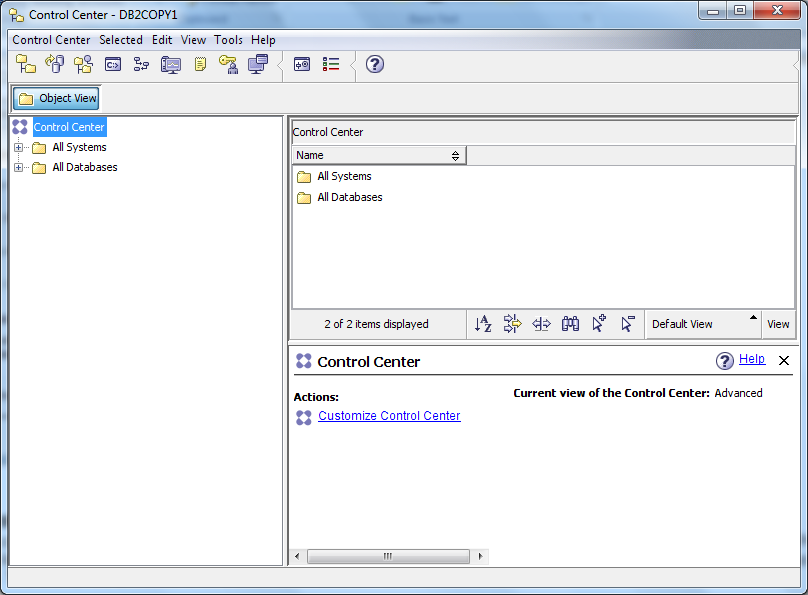 Control Center - DB2COPY1
Control Center Selected Edit View Tools Help
Object View
Control Center
All Systems
All Databases
Control Center
Name
All Systems
All Databases
2 of 2 items displayed
Default View
View
Control Center
Help
Actions:
Customize Control Center
Current view of the Control Center: Advanced